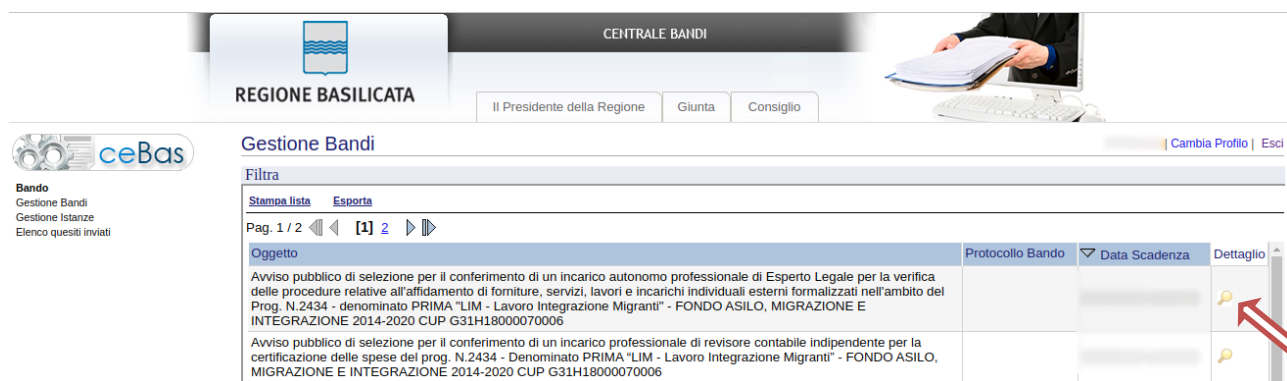 CENTRALE BANDI
REGIONE BASILICATA
Il Presidente della Regione Giunta Consiglio
ceBas
Gestione Bandi
| Cambia Profilo | Esci
Filtra
Bando
Gestione Bandi
Gestione Istanze
Elenco quesiti inviati
Stampa lista Esporta
Pag. 1 / 2 [1] 2
Oggetto Protocollo Bando Data Scadenza Dettaglio
Avviso pubblico di selezione per il conferimento di un incarico autonomo professionale di Esperto Legale per la verifica
delle procedure relative all'affidamento di forniture, servizi, lavori e incarichi individuali esterni formalizzati nell'ambito del
Prog. N.2434 - denominato PRIMA "LIM - Lavoro Integrazione Migranti" - FONDO ASILO, MIGRAZIONE E
INTEGRAZIONE 2014-2020 CUP G31H18000070006
Avviso pubblico di selezione per il conferimento di un incarico professionale di revisore contabile indipendente per la
certificazione delle spese del prog. N.2434 - Denominato PRIMA “LIM - Lavoro Integrazione Migranti” - FONDO ASILO,
MIGRAZIONE E INTEGRAZIONE 2014-2020 CUP G31H18000070006